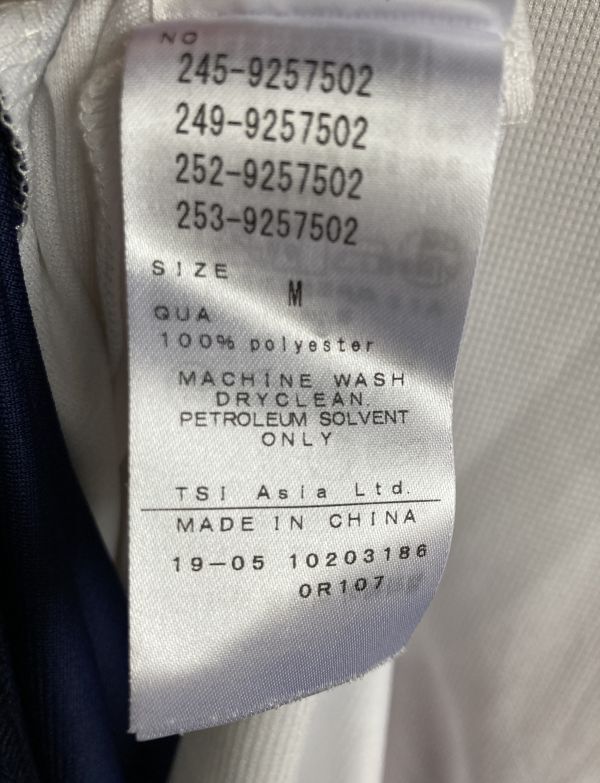 NO
245-9257502
249-9257502
252-9257502
253-9257502
SIZE
M
QUA
100% polyester
MACHINE WASH
DRYCLEAN.
PETROLEUM SOLVENT
ONLY
TSI Asia Ltd.
MADE IN CHINA
19-05 10203186
0R107